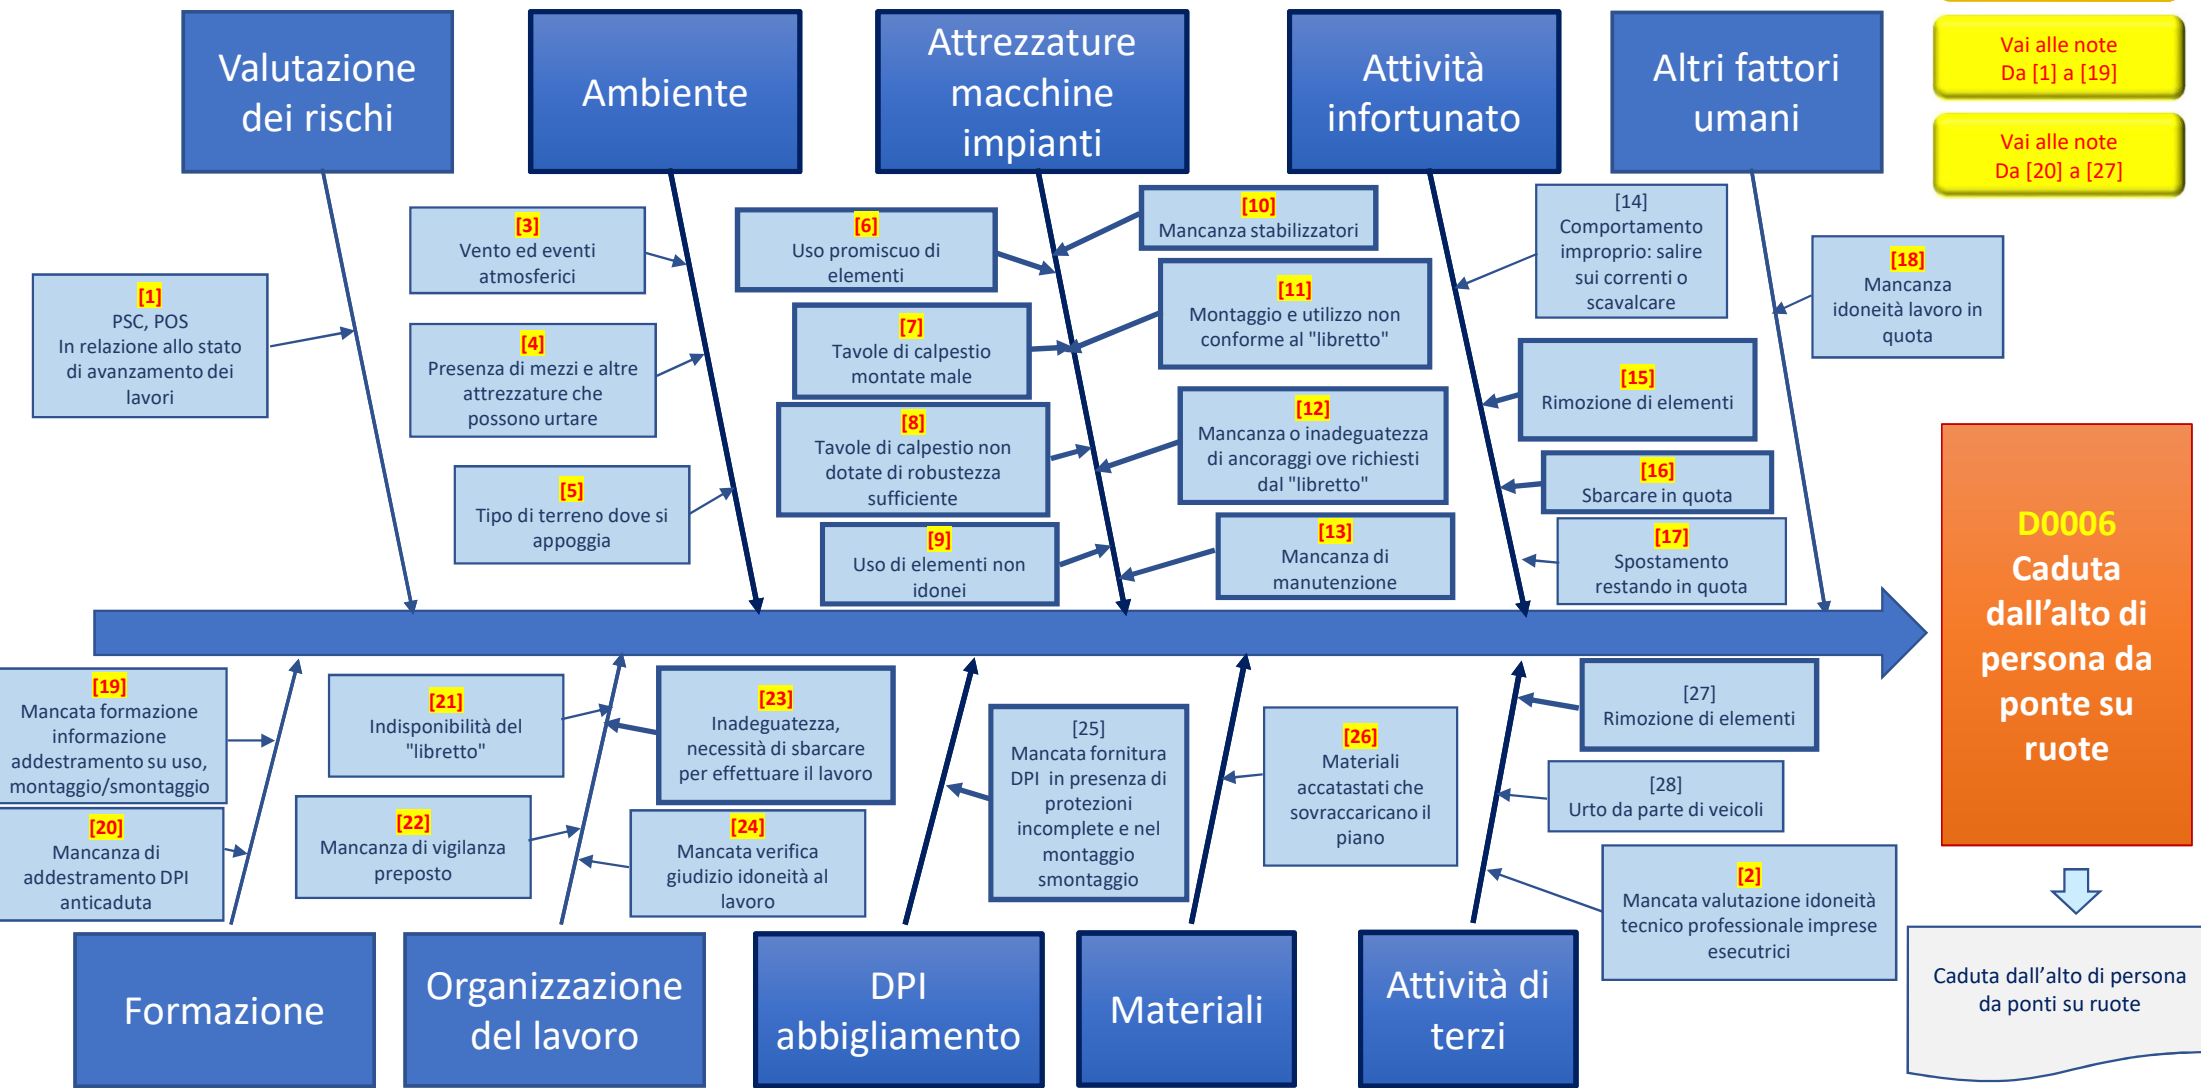 Valutazione
dei rischi
Ambiente
Attrezzature
macchine
impianti
Attività
infortunato
Altri fattori
umani
Vai alle note
Da [1] a [19]
Vai alle note
Da [20] a [27]
[1]
PSC, POS
In relazione allo stato
di avanzamento dei
lavori
[3]
Vento ed eventi
atmosferici
[4]
Presenza di mezzi e altre
attrezzature che
possono urtare
[5]
Tipo di terreno dove si
appoggia
[6]
Uso promiscuo di
elementi
[7]
Tavole di calpestio
montate male
[8]
Tavole di calpestio non
dotate di robustezza
sufficiente
[9]
Uso di elementi non
idonei
[10]
Mancanza stabilizzatori
[11]
Montaggio e utilizzo non
conforme al "libretto"
[12]
Mancanza o inadeguatezza
di ancoraggi ove richiesti
dal "libretto"
[13]
Mancanza di
manutenzione
[14]
Comportamento
improprio: salire
sui correnti o
scavalcare
[15]
Rimozione di elementi
[16]
Sbarcare in quota
[17]
Spostamento
restando in quota
[18]
Mancanza
idoneità lavoro in
quota
D0006
Caduta
dall'alto di
persona da
ponte su
ruote
[19]
Mancata formazione
informazione
addestramento su uso,
montaggio/smontaggio
[20]
Mancanza di
addestramento DPI
anticaduta
[21]
Indisponibilità del
"libretto"
[22]
Mancanza di vigilanza
preposto
[23]
Inadeguatezza,
necessità di sbarcare
per effettuare il lavoro
[24]
Mancata verifica
giudizio idoneità al
lavoro
[25]
Mancata fornitura
DPI  in presenza di
protezioni
incomplete e nel
montaggio
smontaggio
[26]
Materiali
accatastati che
sovraccaricano il
piano
[27]
Rimozione di elementi
[28]
Urto da parte di veicoli
[2]
Mancata valutazione idoneità
tecnico professionale imprese
esecutrici
Formazione
Organizzazione
del lavoro
DPI
abbigliamento
Materiali
Attività di
terzi
Caduta dall'alto di persona
da ponti su ruote